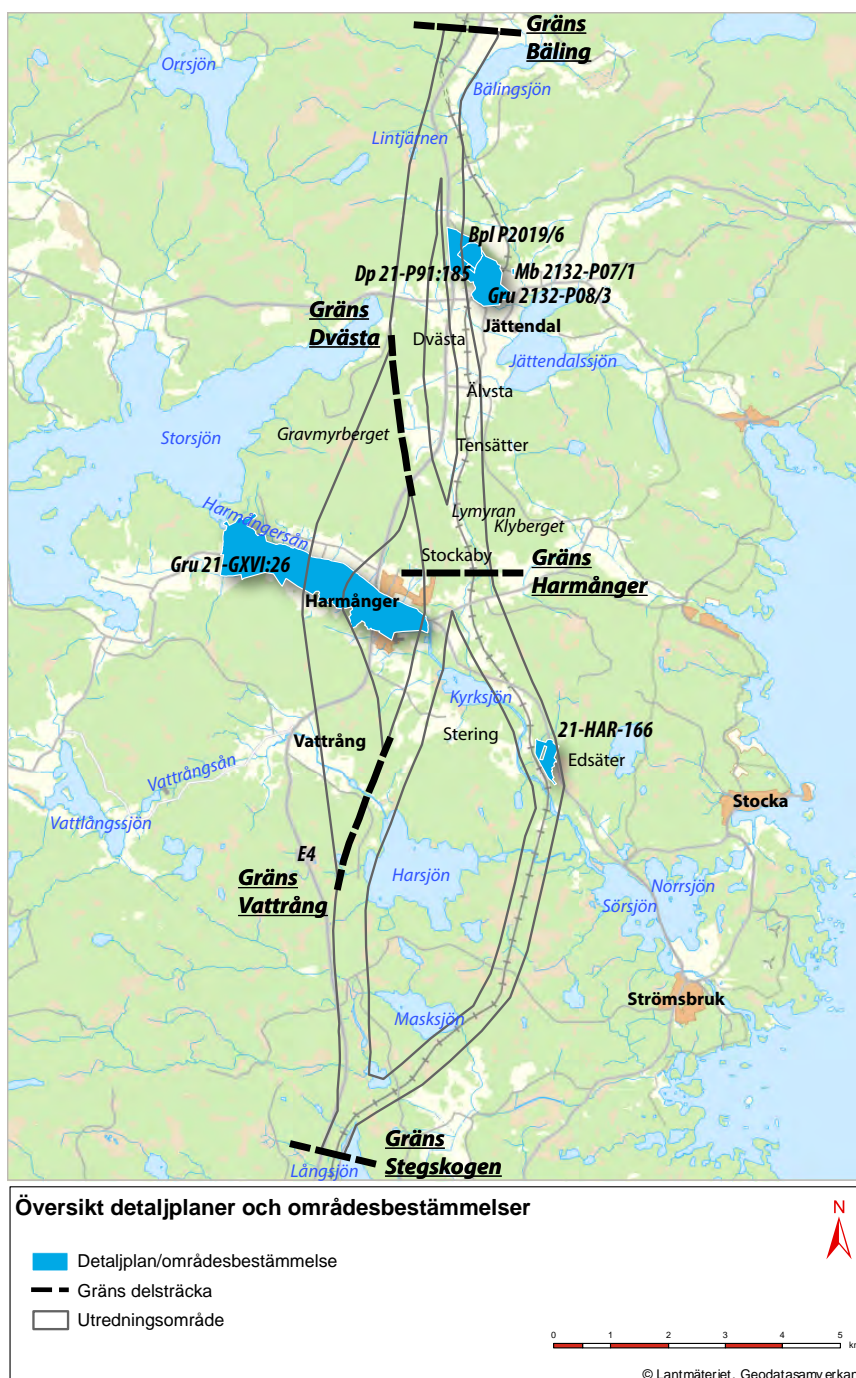 Gräns
Bäling
Orrsjön
Bälingsjön
Lintjärnen
Bpl P2019/6
Dp 21-P91:185
Mb 2132-P07/1
Gru 2132-P08/3
Gräns
Dvästa
Jättendal
Dvästa
Jättendalssjön
Älvsta
Storsjön
Gravmyrberget
Tensätter
Harmångersån
Lymyran
Klyberget
Stockaby
Gräns
Harmånger
Gru 21-GXVI:26
Harmånger
Kyrksjön
21-HAR-166
Stering
Vattrång
Edsäter
Vattrångsån
Stocka
Vattlångssjön
E4
Gräns
Vattrång
Harsjön
Norrsjön
Sörsjön
Strömsbruk
Masksjön
Gräns
Stegskogen
Långsjön
Översikt detaljplaner och områdesbestämmelser
N
Detaljplan/områdesbestämmelse
Gräns delsträcka
Utredningsområde
0 1 2 3 4 5
km
© Lantmäteriet, Geodatasamverkan